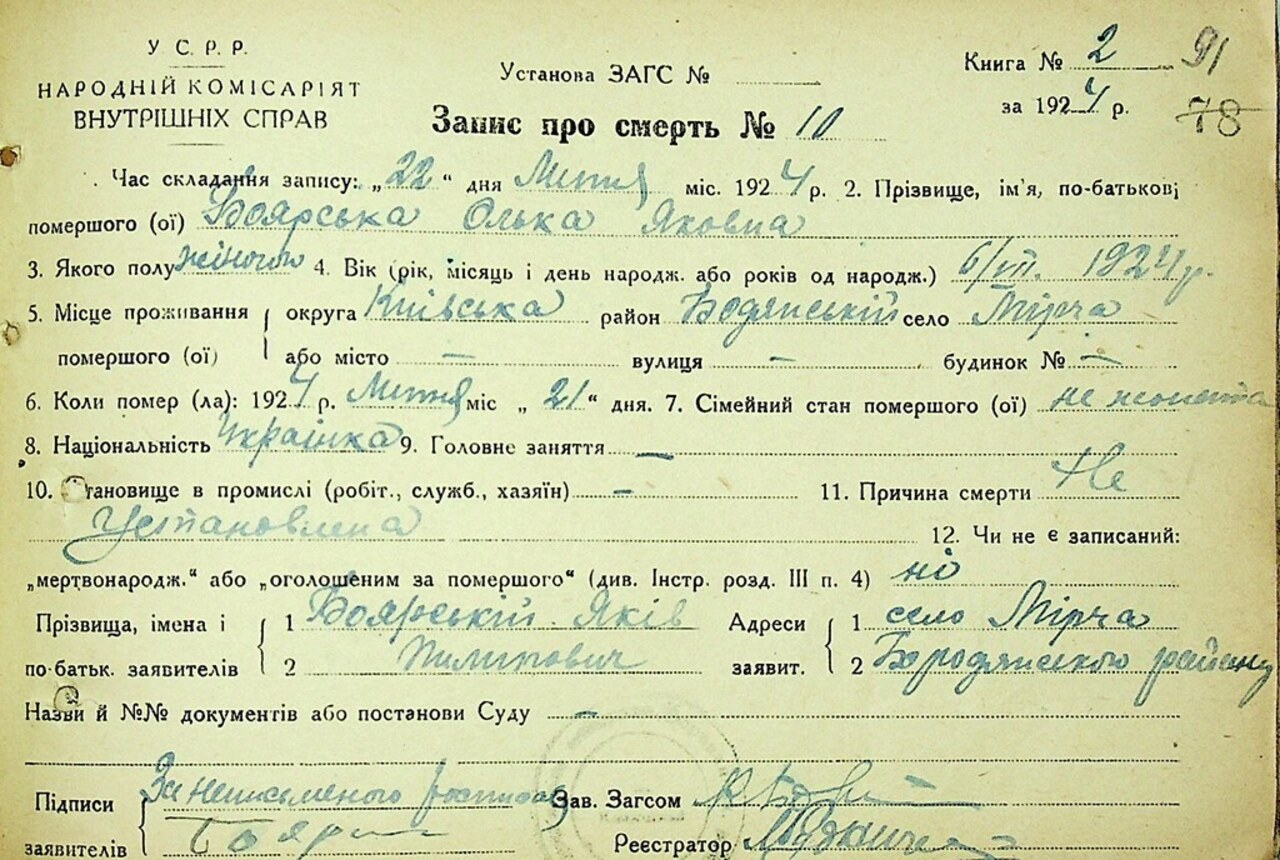 У С. Р. Р.
НАРОДНІЙ КОМІСАРІЯТ
ВНУТРІШНІХ СПРАВ
Установа ЗАГС №
Книга № 2 91
за 1924 р. 78
Запис про смерть № 10
Час складання запису: „22“ дня Липня міс. 1924 р. 2. Прізвище, ім'я, по-батькові
помершого (ої) Боярська Олька Яковна
3. Якого полу жіночого 4. Вік (рік, місяць і день народж. або років од народж.) 6/VII. 1924 р.
5. Місце проживання округа Київська район Бодянський село Мірча
помершого (ої) або місто — вулиця — будинок № —
6. Коли помер (ла): 1924 р. Липня міс „21“ дня. 7. Сімейний стан помершого (ої) не жоната
8. Національність Українка 9. Головне заняття —
10. тановище в промислі (робіт., служб., хазяїн) — 11. Причина смерти Не
Установлена 12. Чи не є записаний:
„мертвонародж.“ або „оголошеним за помершого“ (див. Інстр. розд. III п. 4) ні
Прізвища, імена і 1 Боярський Яків Адреси 1 село Мірча
по-батьк. заявителів 2 Пилипович заявит. 2 Бородянського району
Назви й №№ документів або постанови Суду —
Підписи За неписьменого Зав. Загсом
заявителів Реєстратор